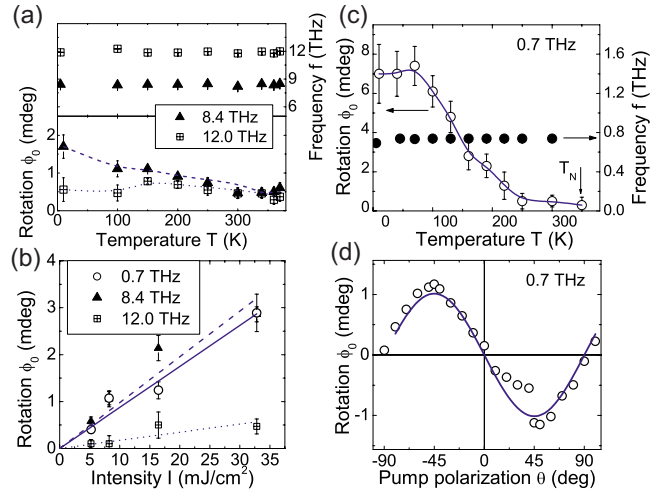 (a)
12
9
6
Frequency f (THz)
8.4 THz
12.0 THz
2
1
0
Rotation ϕ₀ (mdeg)
0
100
200
300
Temperature T (K)
(b)
0.7 THz
8.4 THz
12.0 THz
4
3
2
1
0
Rotation ϕ₀ (mdeg)
0
5
10
15
20
25
30
35
Intensity I (mJ/cm²)
(c)
0.7 THz
8
6
4
2
0
Rotation ϕ₀ (mdeg)
1.6
1.2
0.8
0.4
0.0
Frequency f (THz)
T_N
0
100
200
300
Temperature T (K)
(d)
0.7 THz
1
0
-1
Rotation ϕ₀ (mdeg)
-90
-45
0
45
90
Pump polarization θ (deg)